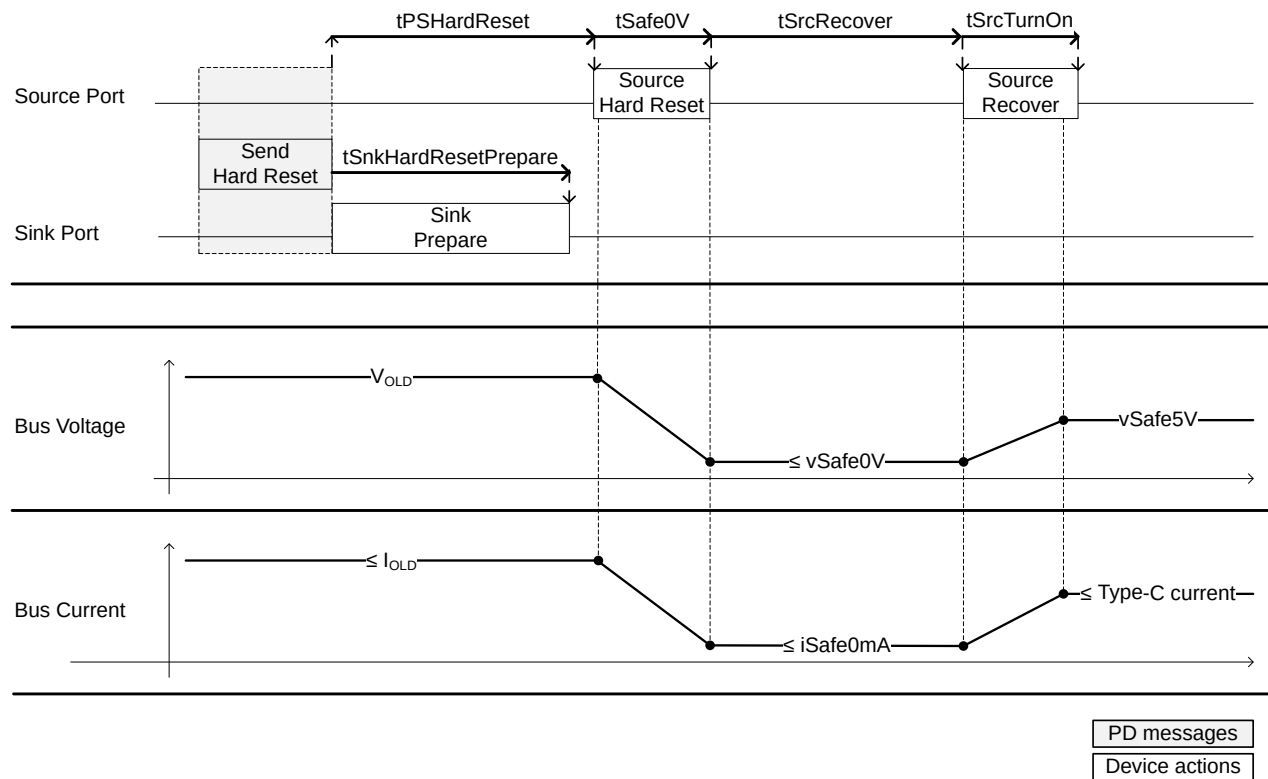 tPSHardReset tSafe0V tSrcRecover tSrcTurnOn
Source Port
Source
Hard Reset
Source
Recover
Send
Hard Reset
tSnkHardResetPrepare
Sink Port
Sink
Prepare
Bus Voltage
VOLD
≤ vSafe0V
vSafe5V
Bus Current
≤ IOLD
≤ iSafe0mA
≤ Type-C current
PD messages
Device actions